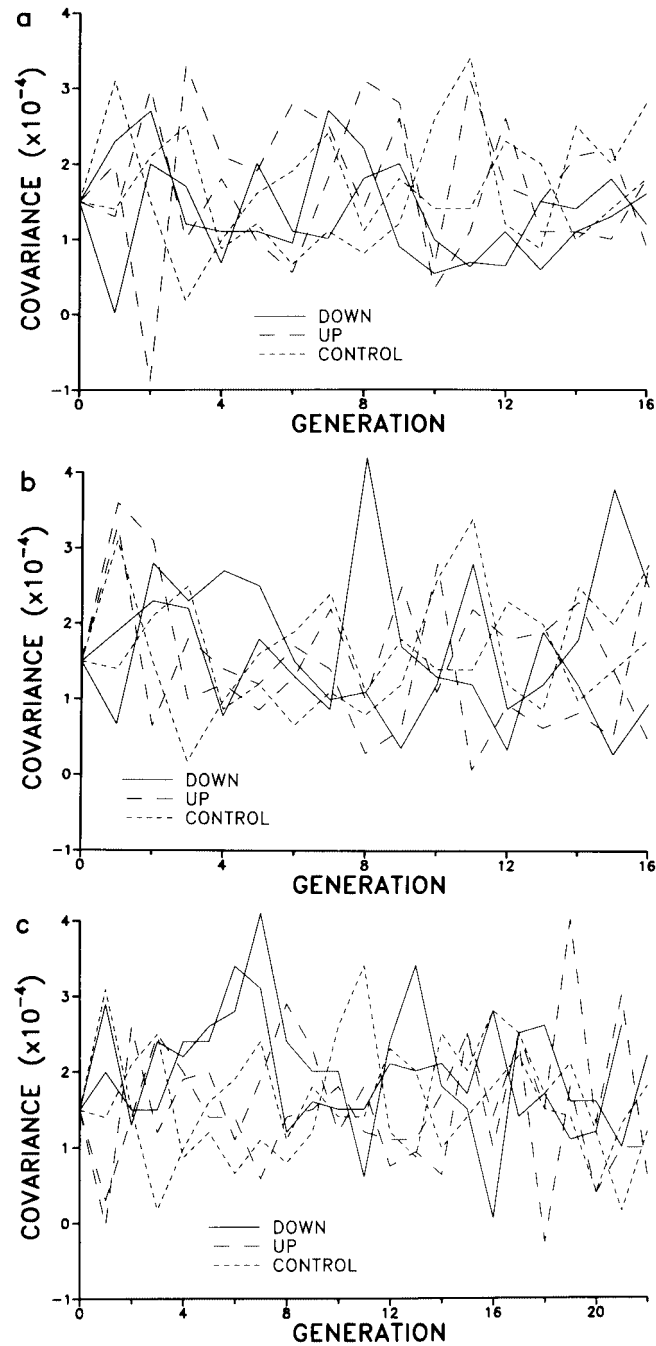 a
COVARIANCE (x10⁻⁴)
4
3
2
1
0
−1
DOWN
UP
CONTROL
0 4 8 12 16
GENERATION
b
COVARIANCE (x10⁻⁴)
4
3
2
1
0
−1
DOWN
UP
CONTROL
0 4 8 12 16
GENERATION
c
COVARIANCE (x10⁻⁴)
4
3
2
1
0
−1
DOWN
UP
CONTROL
0 4 8 12 16 20
GENERATION